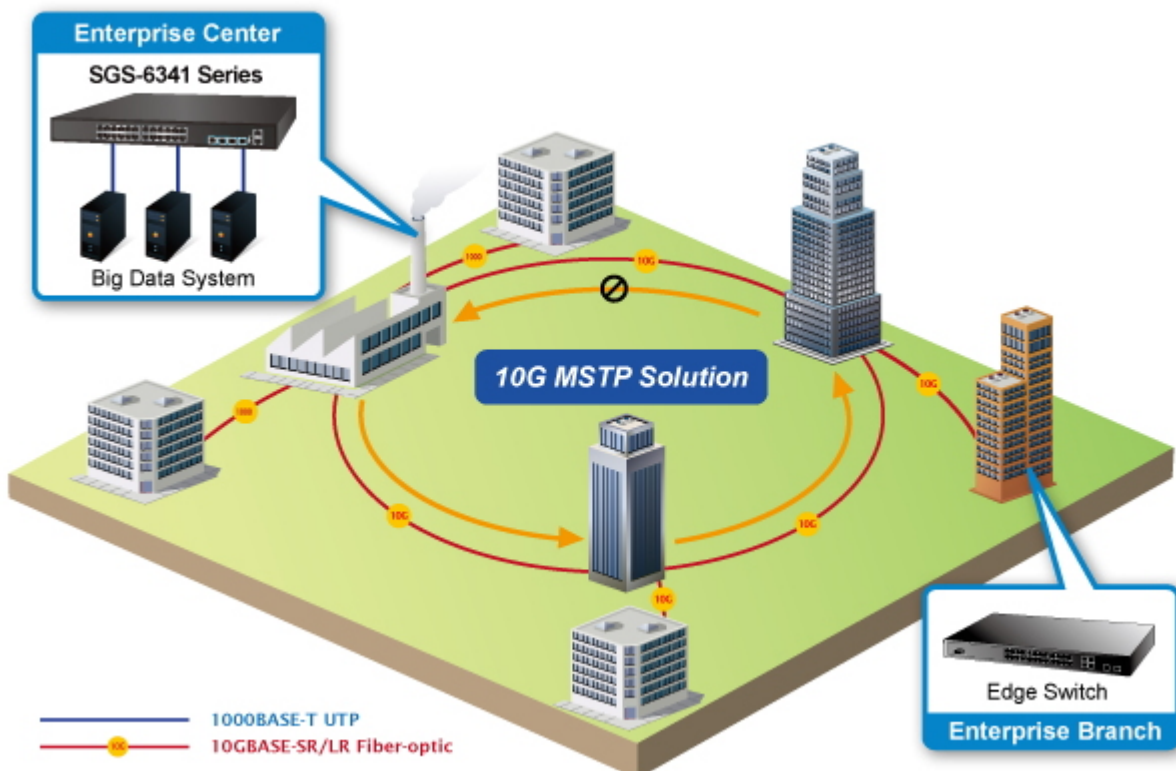 Enterprise Center
SGS-6341 Series
Big Data System
1000
10G
10G MSTP Solution
10G
1000
10G
10G
10G
Edge Switch
Enterprise Branch
1000BASE-T UTP
10G
10GBASE-SR/LR Fiber-optic